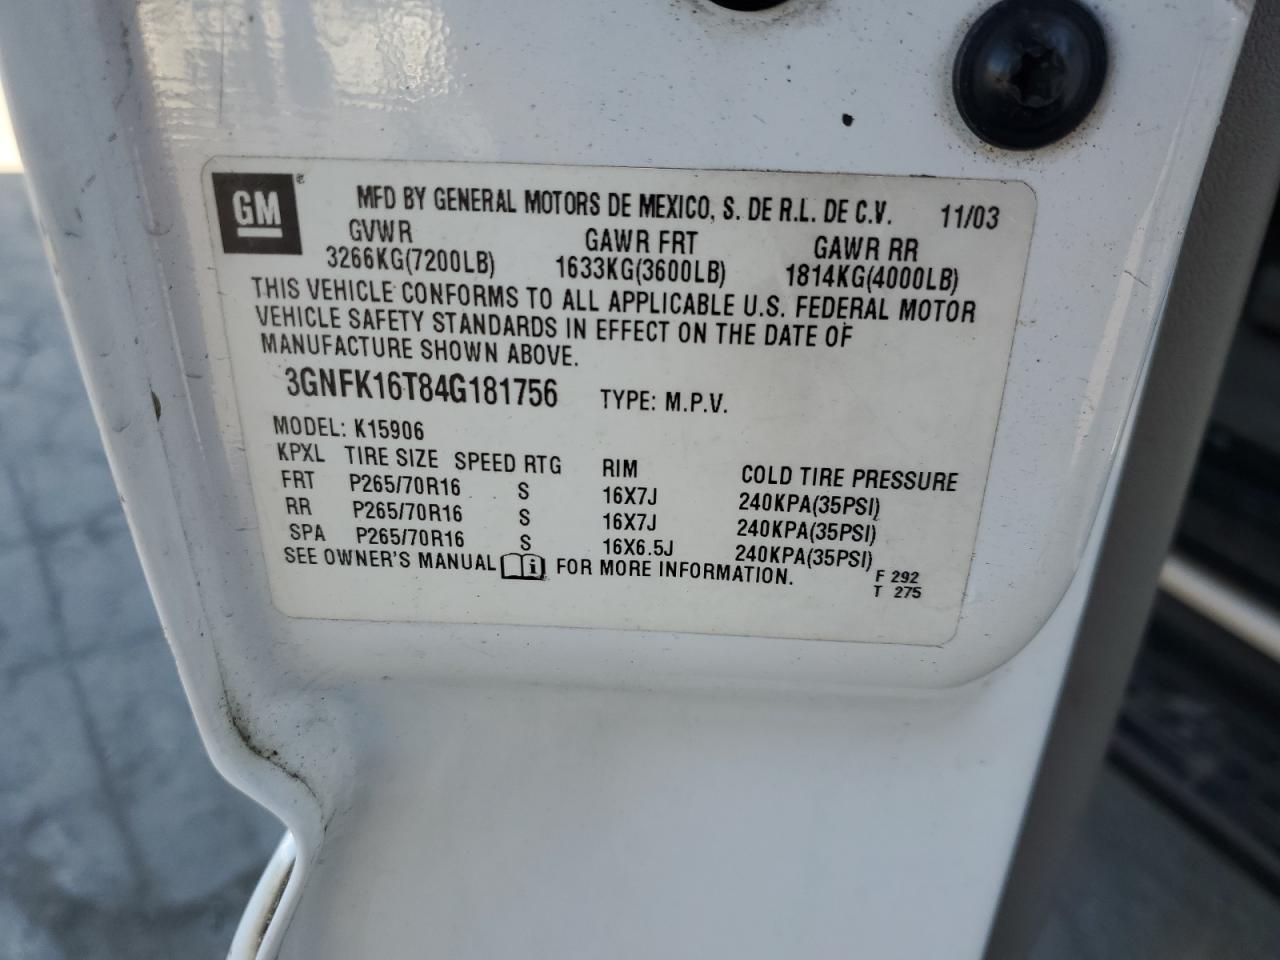 GM ®
MFD BY GENERAL MOTORS DE MEXICO, S. DE R.L. DE C.V. 11/03
GVWR GAWR FRT GAWR RR
3266KG(7200LB) 1633KG(3600LB) 1814KG(4000LB)
THIS VEHICLE CONFORMS TO ALL APPLICABLE U.S. FEDERAL MOTOR
VEHICLE SAFETY STANDARDS IN EFFECT ON THE DATE OF
MANUFACTURE SHOWN ABOVE.
3GNFK16T84G181756 TYPE: M.P.V.
MODEL: K15906
KPXL TIRE SIZE SPEED RTG RIM COLD TIRE PRESSURE
FRT P265/70R16 S 16X7J 240KPA(35PSI)
RR P265/70R16 S 16X7J 240KPA(35PSI)
SPA P265/70R16 S 16X6.5J 240KPA(35PSI)
SEE OWNER'S MANUAL i FOR MORE INFORMATION.
F 292
T 275